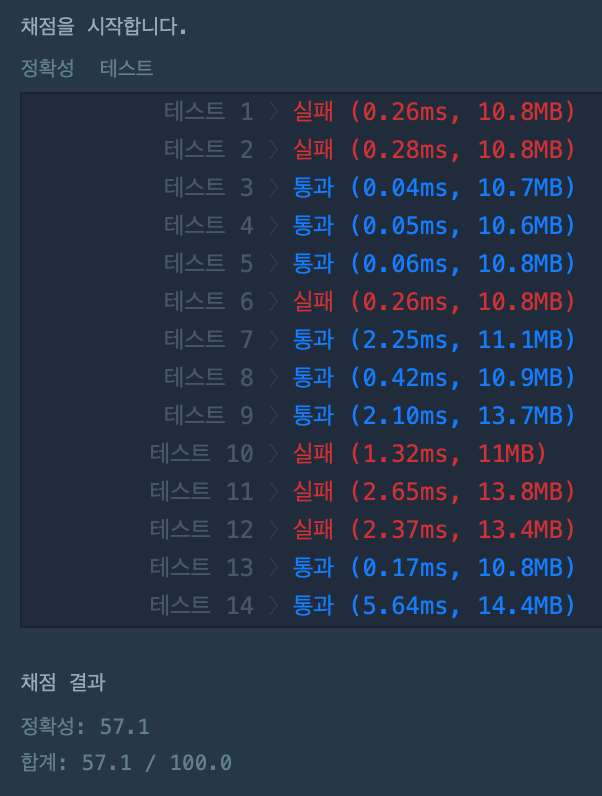 채점을 시작합니다.
정확성 테스트
테스트 1 〉 실패 (0.26ms, 10.8MB)
테스트 2 〉 실패 (0.28ms, 10.8MB)
테스트 3 〉 통과 (0.04ms, 10.7MB)
테스트 4 〉 통과 (0.05ms, 10.6MB)
테스트 5 〉 통과 (0.06ms, 10.8MB)
테스트 6 〉 실패 (0.26ms, 10.8MB)
테스트 7 〉 통과 (2.25ms, 11.1MB)
테스트 8 〉 통과 (0.42ms, 10.9MB)
테스트 9 〉 통과 (2.10ms, 13.7MB)
테스트 10 〉 실패 (1.32ms, 11MB)
테스트 11 〉 실패 (2.65ms, 13.8MB)
테스트 12 〉 실패 (2.37ms, 13.4MB)
테스트 13 〉 통과 (0.17ms, 10.8MB)
테스트 14 〉 통과 (5.64ms, 14.4MB)
채점 결과
정확성: 57.1
합계: 57.1 / 100.0